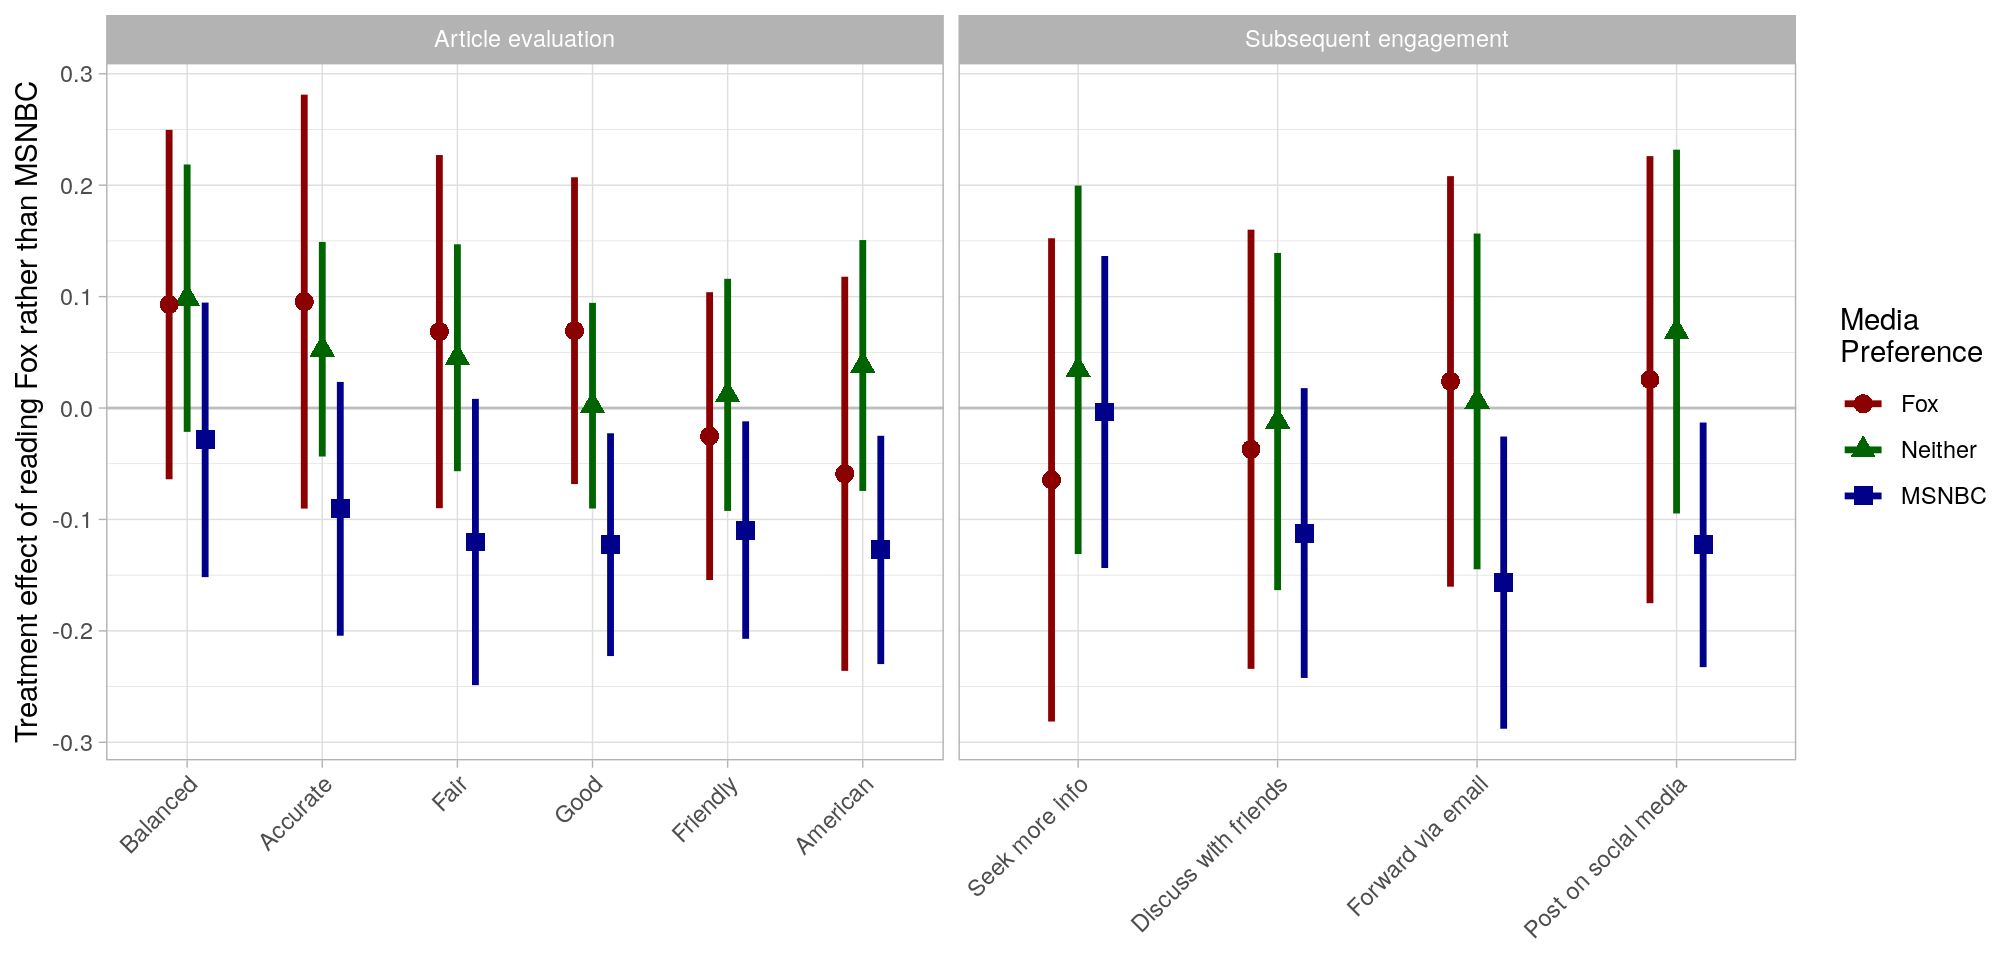 Article evaluation
Subsequent engagement
Treatment effect of reading Fox rather than MSNBC
0.3
0.2
0.1
0.0
-0.1
-0.2
-0.3
Balanced
Accurate
Fair
Good
Friendly
American
Seek more info
Discuss with friends
Forward via email
Post on social media
Media
Preference
Fox
Neither
MSNBC